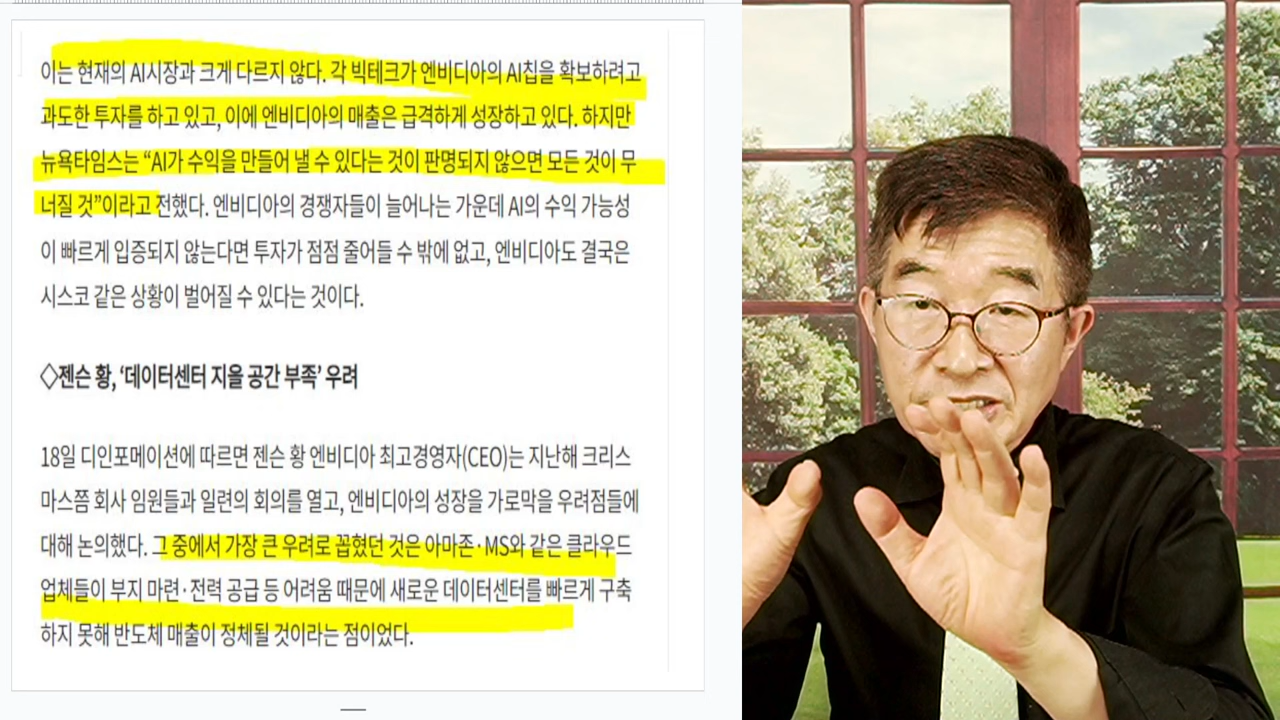 이는 현재의 AI시장과 크게 다르지 않다. 각 빅테크가 엔비디아의 AI칩을 확보하려고
과도한 투자를 하고 있고, 이에 엔비디아의 매출은 급격하게 성장하고 있다. 하지만
뉴욕타임스는 “AI가 수익을 만들어 낼 수 있다는 것이 판명되지 않으면 모든 것이 무
너질 것”이라고 전했다. 엔비디아의 경쟁자들이 늘어나는 가운데 AI의 수익 가능성
이 빠르게 입증되지 않는다면 투자가 점점 줄어들 수 밖에 없고, 엔비디아도 결국은
시스코 같은 상황이 벌어질 수 있다는 것이다.
◇젠슨 황, ‘데이터센터 지을 공간 부족’ 우려
18일 디인포메이션에 따르면 젠슨 황 엔비디아 최고경영자(CEO)는 지난해 크리스
마스쯤 회사 임원들과 일련의 회의를 열고, 엔비디아의 성장을 가로막을 우려점들에
대해 논의했다. 그 중에서 가장 큰 우려로 꼽혔던 것은 아마존·MS와 같은 클라우드
업체들이 부지 마련·전력 공급 등 어려움 때문에 새로운 데이터센터를 빠르게 구축
하지 못해 반도체 매출이 정체될 것이라는 점이었다.